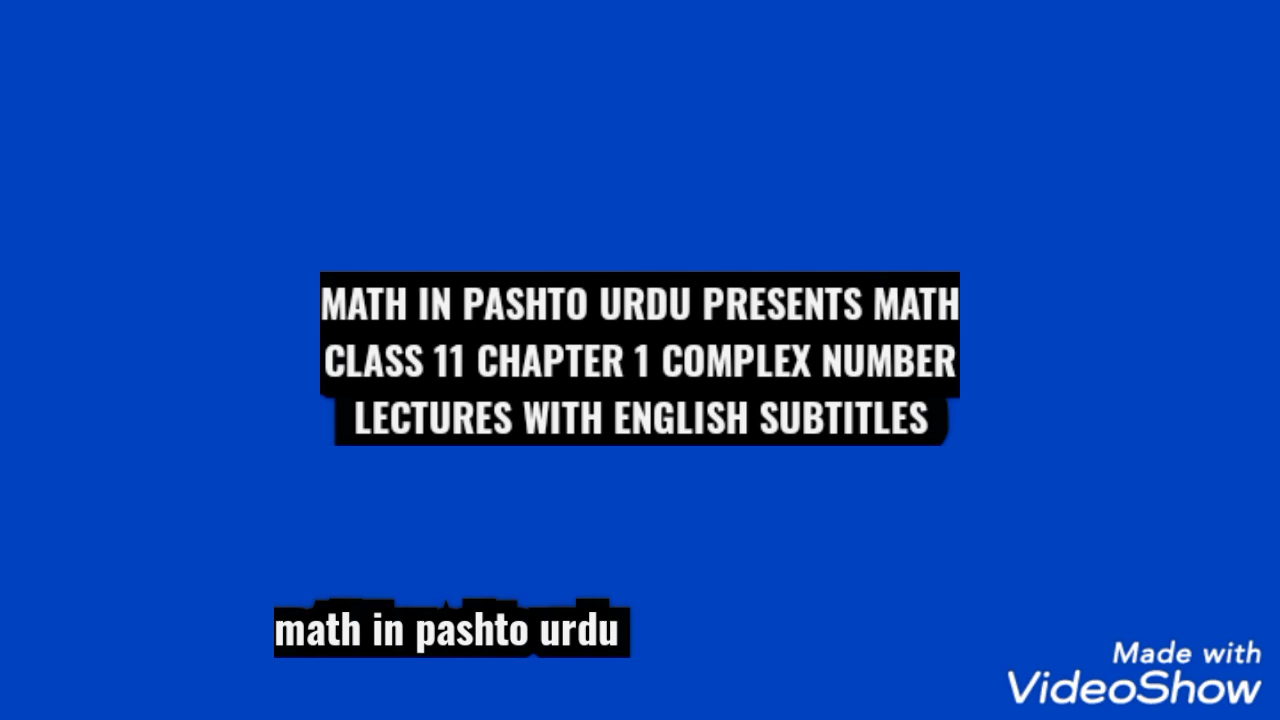 MATH IN PASHTO URDU PRESENTS MATH
CLASS 11 CHAPTER 1 COMPLEX NUMBER
LECTURES WITH ENGLISH SUBTITLES
math in pashto urdu
Made with
VideoShow